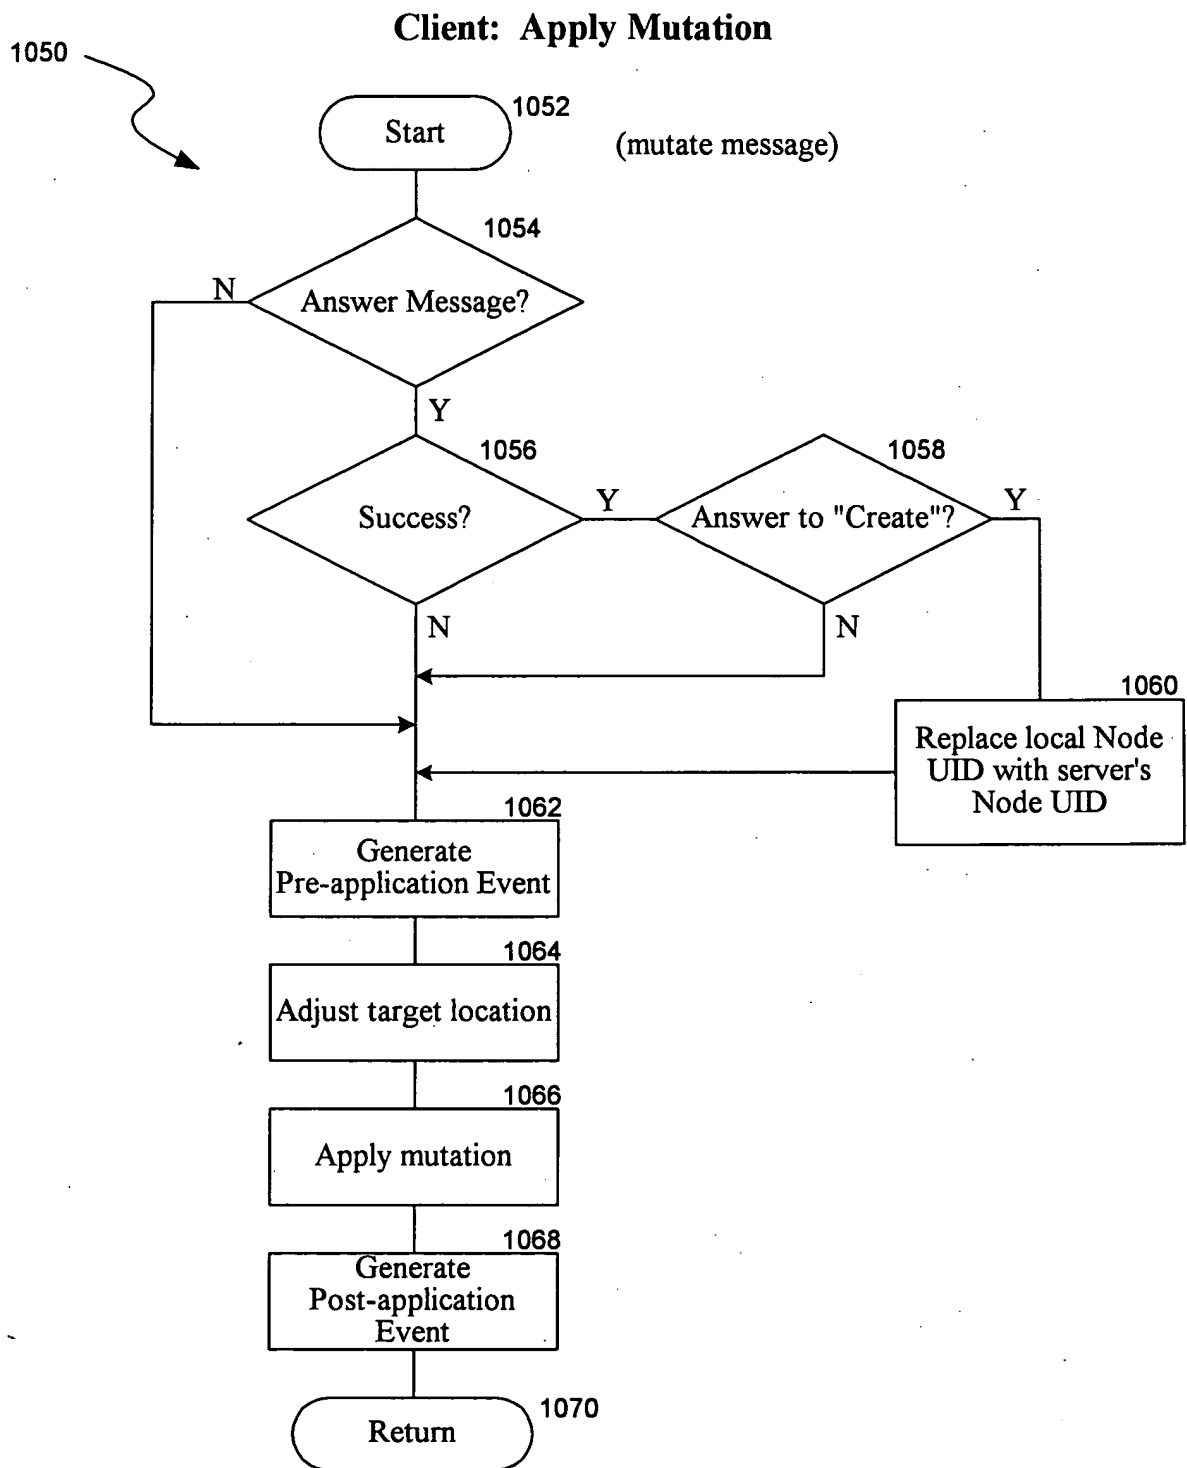 Client: Apply Mutation
1050
1052
Start
(mutate message)
1054
N
Answer Message?
Y
1056
1058
Success?
Y
Answer to "Create"?
Y
N
N
1060
Replace local Node
UID with server's
Node UID
1062
Generate
Pre-application Event
1064
Adjust target location
1066
Apply mutation
1068
Generate
Post-application
Event
1070
Return